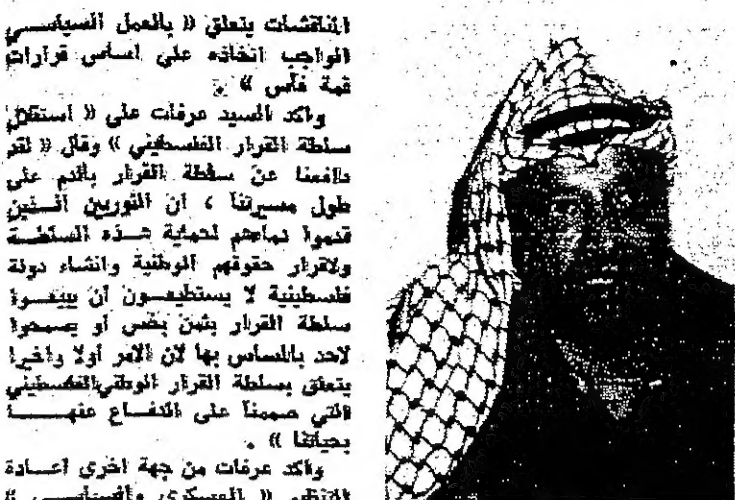 المناقشات يتعلق « بالعمل السياسي
الواجب اتخاذه على اساس قرارات
قمة فاس » .
واكد السيد عرفات على « استقلال
سلطة القرار الفلسطيني » وقال « لقد
دافعنا عن سلطة القرار بالدم على
طول مسيرتنا ، ان الثوريين الذين
قدموا دماءهم لحماية هذه السلطة
ولاقرار حقوقهم الوطنية وانشاء دولة
فلسطينية لا يستطيعون ان يبيعوا
سلطة القرار بثمن بخس أو يسمحوا
لاحد بالمساس بها لان الامر أولا واخيرا
يتعلق بسلطة القرار الوطني الفلسطيني
التي صممنا على الدفاع عنها
بحياتنا » .
واكد عرفات من جهة اخرى اعادة
التنظيم « العسكري والسياسي »